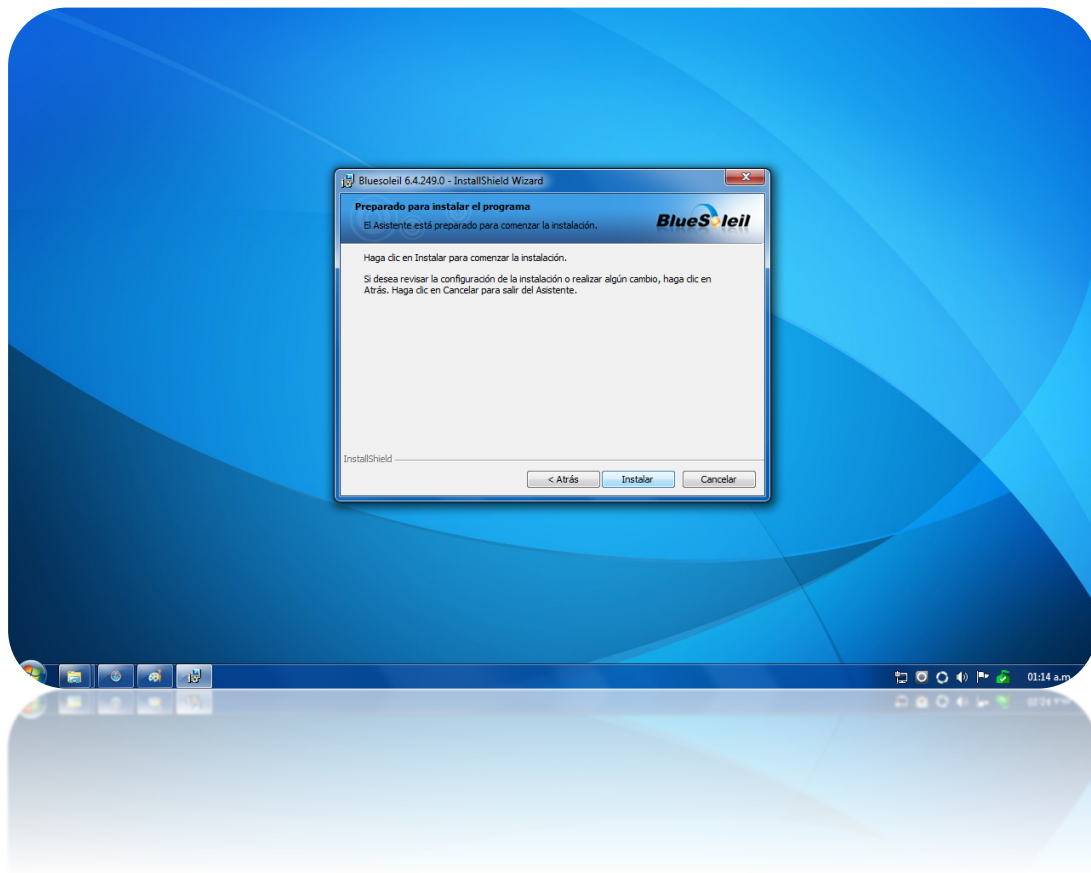 Bluesoleil 6.4.249.0 - InstallShield Wizard
Preparado para instalar el programa
El Asistente está preparado para comenzar la instalación.
BlueSoleil
Haga clic en Instalar para comenzar la instalación.
Si desea revisar la configuración de la instalación o realizar algún cambio, haga clic en
Atrás. Haga clic en Cancelar para salir del Asistente.
InstallShield
< Atrás
Instalar
Cancelar
01:14 a.m.